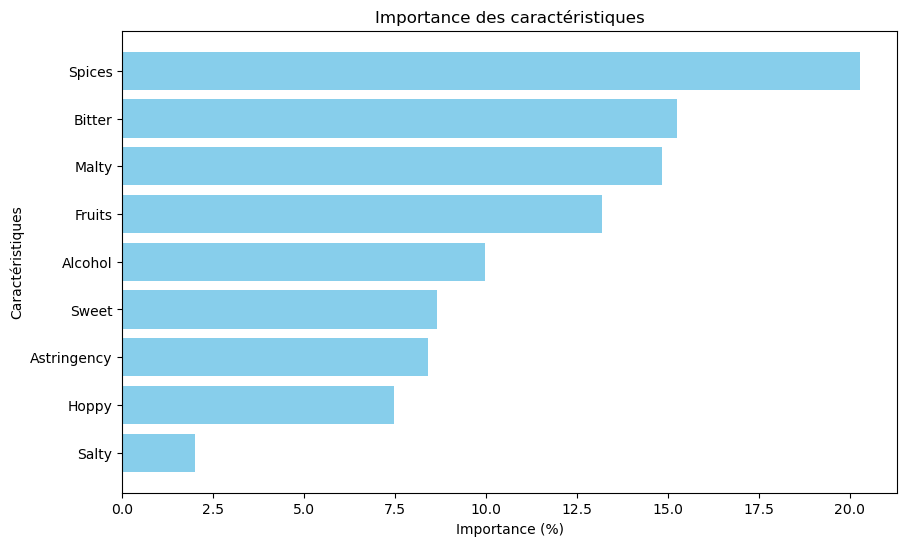 Importance des caractéristiques
Caractéristiques
Spices
Bitter
Malty
Fruits
Alcohol
Sweet
Astringency
Hoppy
Salty
0.0 2.5 5.0 7.5 10.0 12.5 15.0 17.5 20.0
Importance (%)